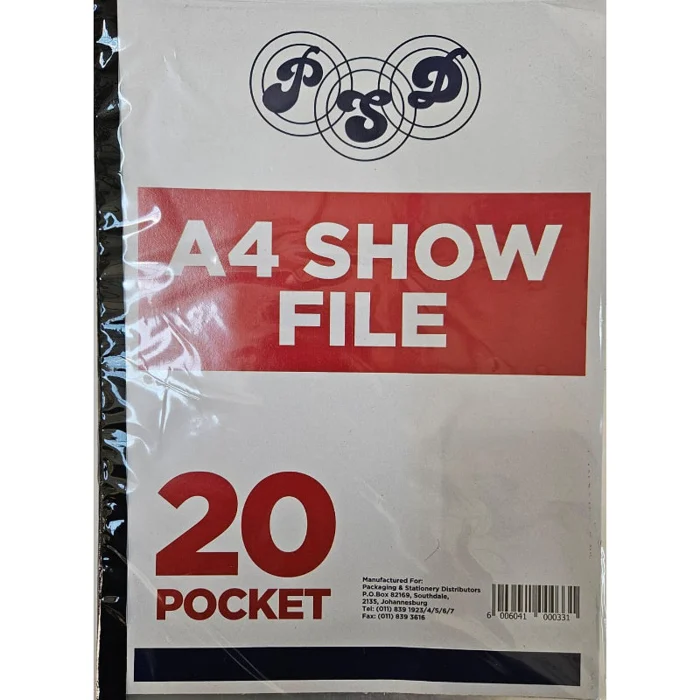 PSD
A4 SHOW
FILE
20
POCKET
Manufactured For:
Packaging & Stationery Distributors
P.O.Box 82169, Southdale,
2135, Johannesburg
Tel: (011) 839 1923/4/5/6/7
Fax: (011) 839 3616
6 006041 000331